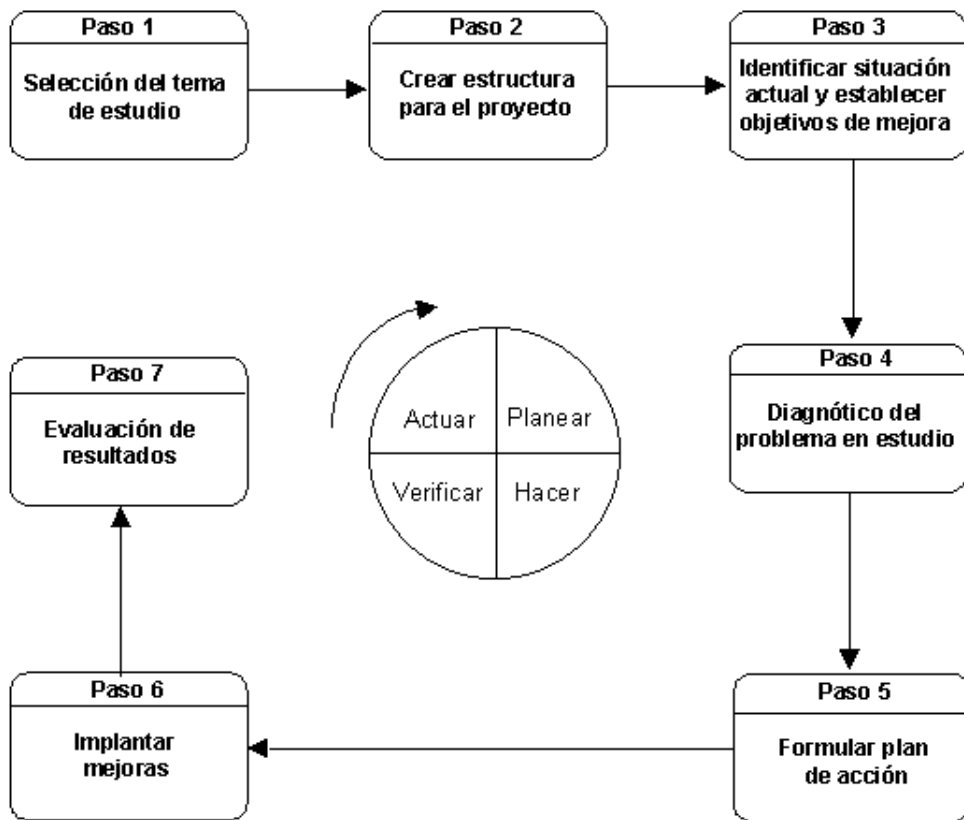 Paso 1
Selección del tema
de estudio
Paso 2
Crear estructura
para el proyecto
Paso 3
Identificar situación
actual y establecer
objetivos de mejora
Paso 4
Diagnótico del
problema en estudio
Paso 5
Formular plan
de acción
Paso 6
Implantar
mejoras
Paso 7
Evaluación de
resultados
Actuar
Planear
Verificar
Hacer